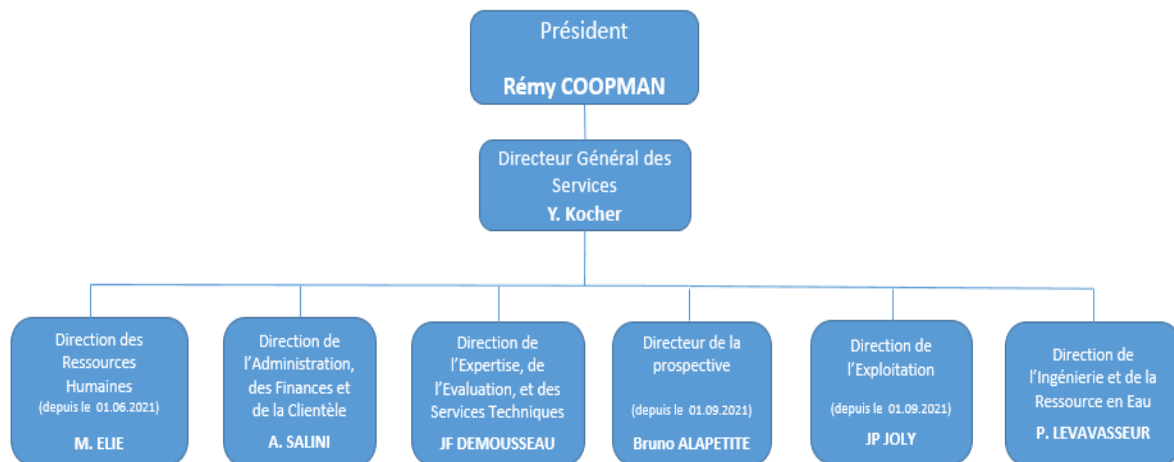 Président
Rémy COOPMAN
Directeur Général des
Services
Y. Kocher
Direction des
Ressources
Humaines
(depuis le 01.06.2021)
M. ELIE
Direction de
l'Administration,
des Finances et
de la Clientèle
A. SALINI
Direction de
l'Expertise, de
l'Evaluation, et des
Services Techniques
JF DEMOUSSEAU
Directeur de la
prospective
(depuis le 01.09.2021)
Bruno ALAPETITE
Direction de
l'Exploitation
(depuis le 01.09.2021)
JP JOLY
Direction de
l'Ingénierie et de la
Ressource en Eau
P. LEVAVASSEUR